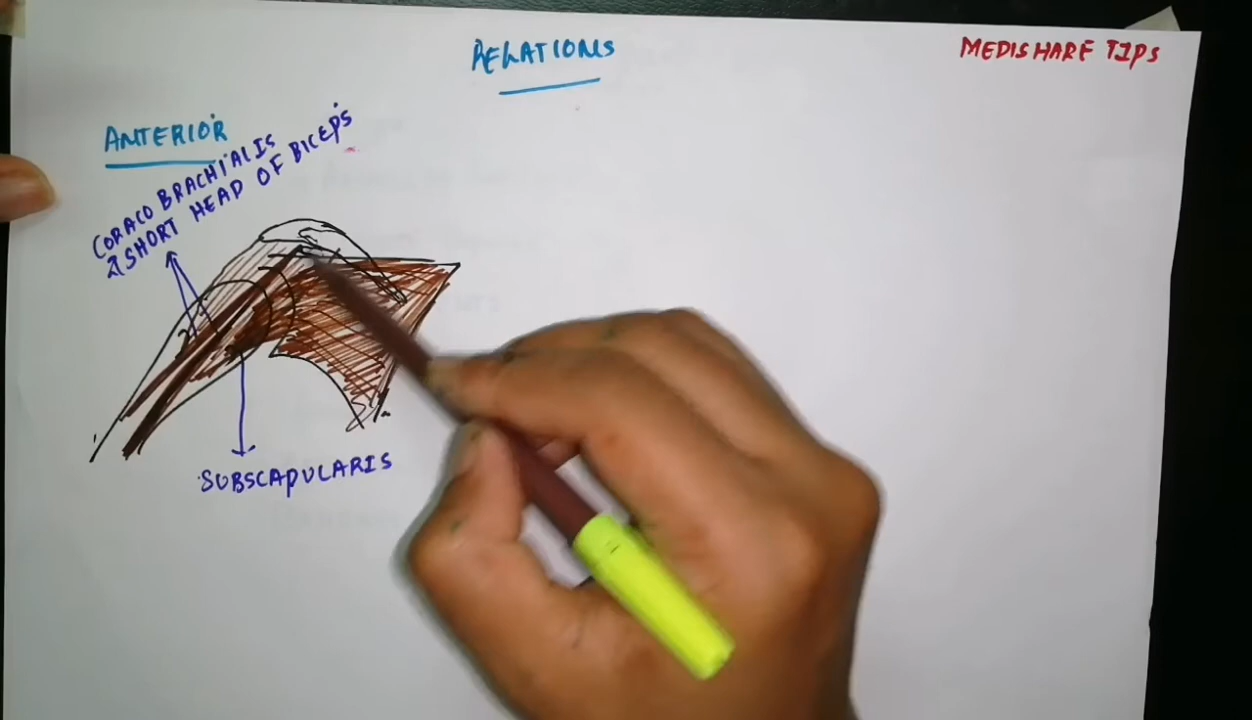 RELATIONS
MEDISHARE TIPS
ANTERIOR
CORACO BRACHIALIS
& SHORT HEAD OF BICEPS
SUBSCAPULARIS